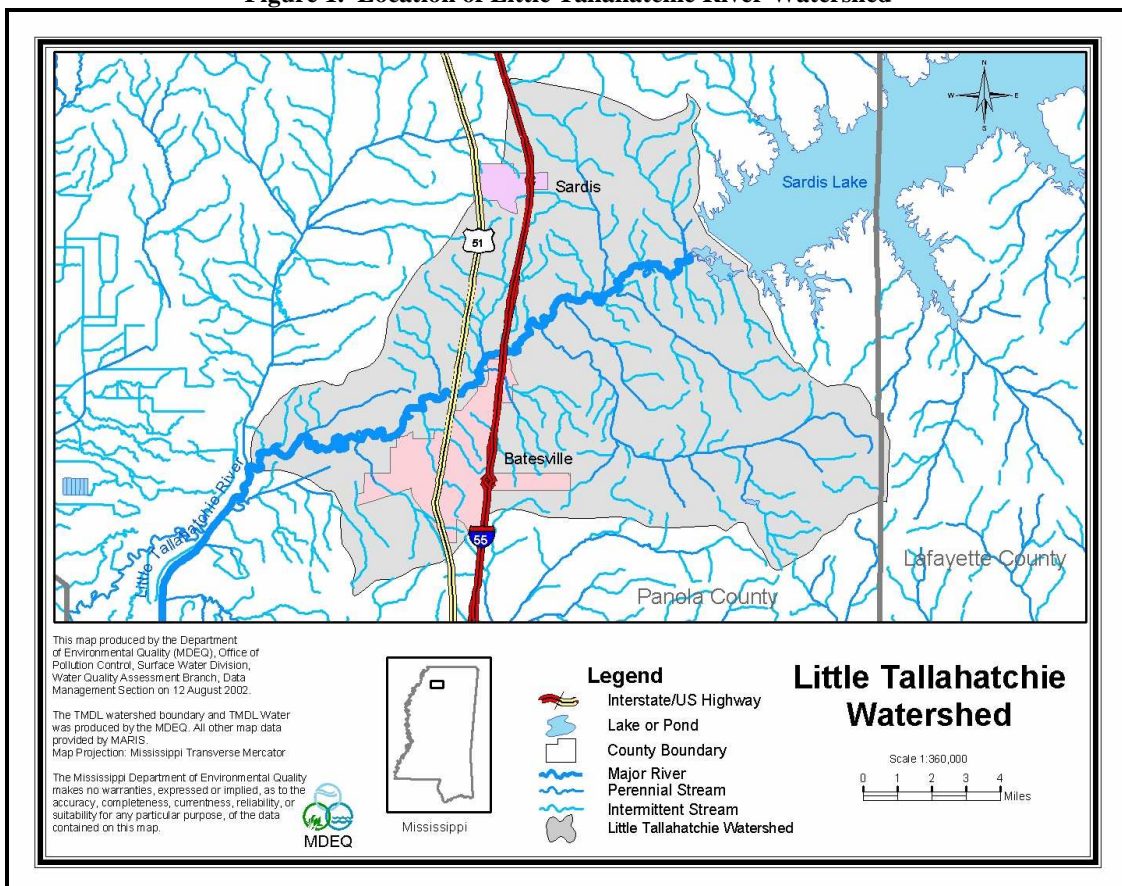 Figure 1. Location of Little Tallahatchie River Watershed
N
W
E
S
Sardis
Sardis Lake
51
Batesville
Little Tallahatchie River
55
Lafayette County
Panola County
This map produced by the Department
of Environmental Quality (MDEQ), Office of
Pollution Control, Surface Water Division,
Water Quality Assessment Branch, Data
Management Section on 12 August 2002.
The TMDL watershed boundary and TMDL Water
was produced by the MDEQ. All other map data
provided by MARIS.
Map Projection: Mississippi Transverse Mercator
The Mississippi Department of Environmental Quality
makes no warranties, expressed or implied, as to the
accuracy, completeness, currentness, reliability, or
suitability for any particular purpose, of the data
contained on this map.
MDEQ
Mississippi
Legend
Interstate/US Highway
Lake or Pond
County Boundary
Major River
Perennial Stream
Intermittent Stream
Little Tallahatchie Watershed
Little Tallahatchie
Watershed
Scale 1:360,000
0 1 2 3 4
Miles